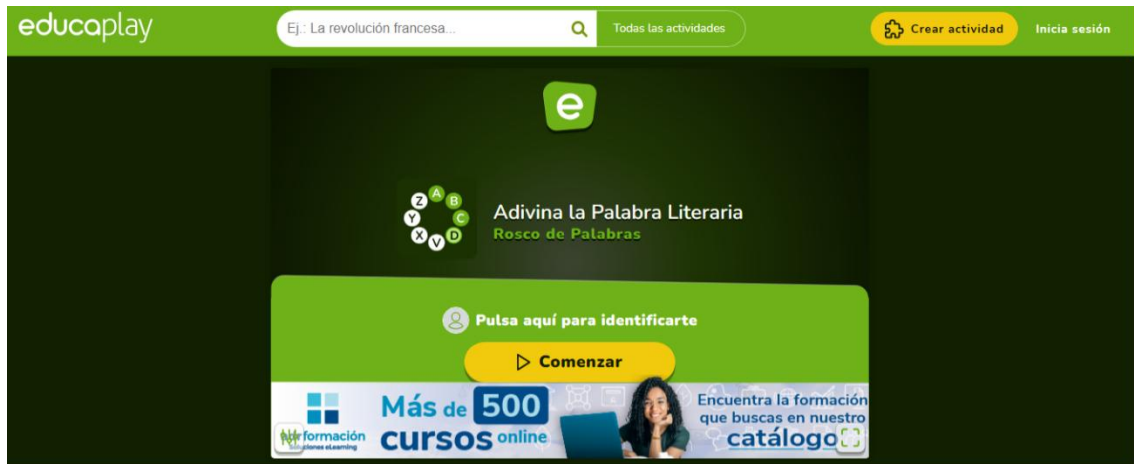 educaplay
Ej.: La revolución francesa...
Todas las actividades
Crear actividad
Inicia sesión
e
Z A B
Y C
X V D
Adivina la Palabra Literaria
Rosco de Palabras
Pulsa aquí para identificarte
Comenzar
Más de 500
cursos online
formación
soluciones eLearning
Encuentra la formación
que buscas en nuestro
catálogo